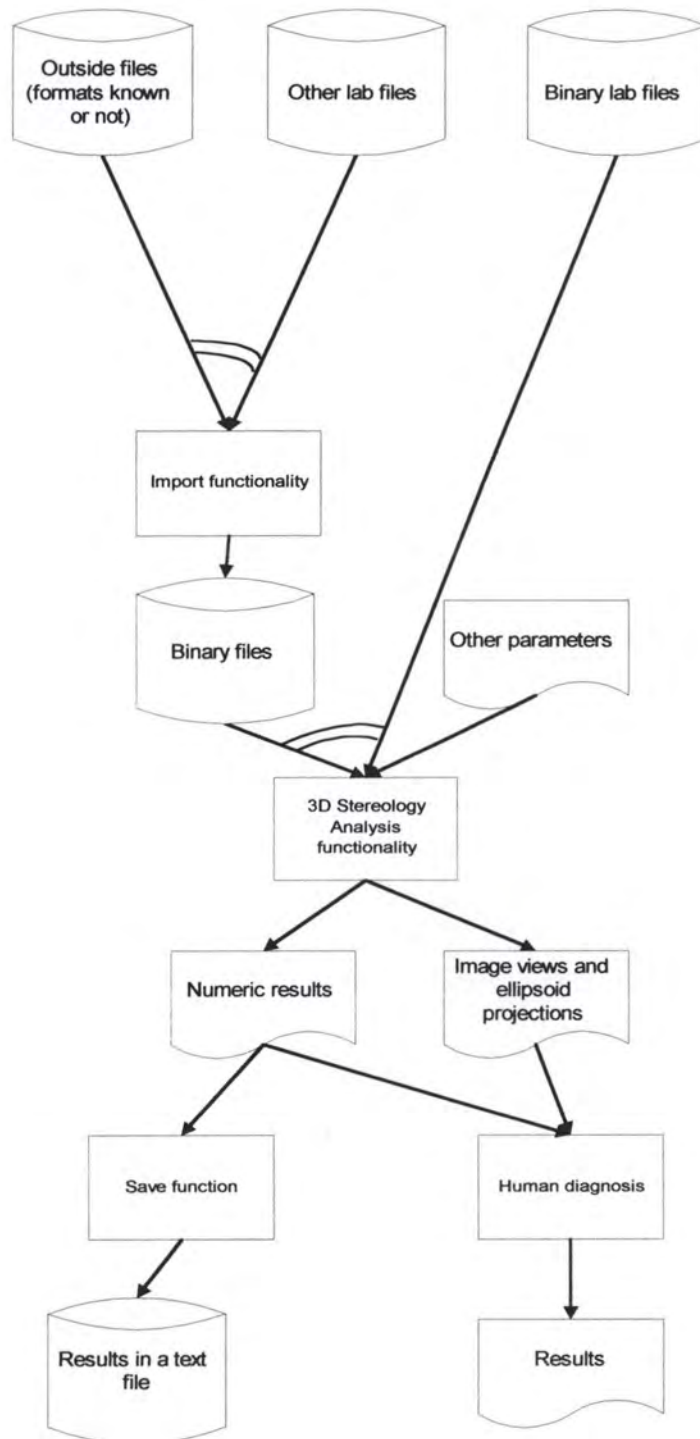 Outside files
(formats known
or not)
Other lab files
Binary lab files
Import functionality
Binary files
Other parameters
3D Stereology
Analysis
functionality
Numeric results
Image views and
ellipsoid
projections
Save function
Human diagnosis
Results in a text
file
Results